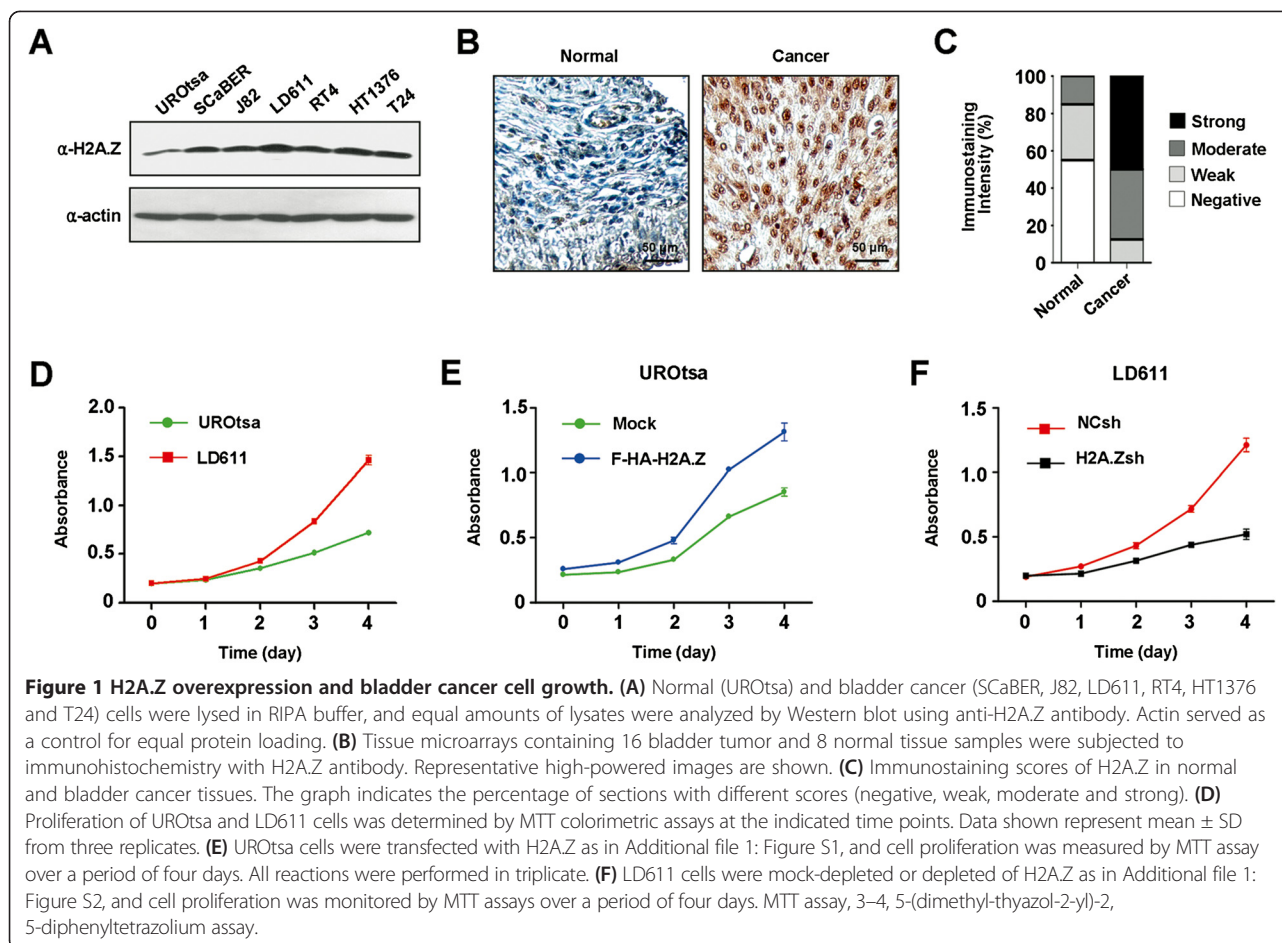 A
UROtsa
SCaBER
J82
LD611
RT4
HT1376
T24
α-H2A.Z
α-actin
B
Normal
Cancer
50 μm
50 μm
C
Immunostaining
Intensity (%)
100
80
60
40
20
0
Normal
Cancer
Strong
Moderate
Weak
Negative
D
UROtsa
LD611
Absorbance
2.0
1.5
1.0
0.5
0
0 1 2 3 4
Time (day)
E
UROtsa
Mock
F-HA-H2A.Z
Absorbance
1.5
1.0
0.5
0
0 1 2 3 4
Time (day)
F
LD611
NCsh
H2A.Zsh
Absorbance
1.5
1.0
0.5
0
0 1 2 3 4
Time (day)
Figure 1 H2A.Z overexpression and bladder cancer cell growth. (A) Normal (UROtsa) and bladder cancer (SCaBER, J82, LD611, RT4, HT1376
and T24) cells were lysed in RIPA buffer, and equal amounts of lysates were analyzed by Western blot using anti-H2A.Z antibody. Actin served as
a control for equal protein loading. (B) Tissue microarrays containing 16 bladder tumor and 8 normal tissue samples were subjected to
immunohistochemistry with H2A.Z antibody. Representative high-powered images are shown. (C) Immunostaining scores of H2A.Z in normal
and bladder cancer tissues. The graph indicates the percentage of sections with different scores (negative, weak, moderate and strong). (D)
Proliferation of UROtsa and LD611 cells was determined by MTT colorimetric assays at the indicated time points. Data shown represent mean ± SD
from three replicates. (E) UROtsa cells were transfected with H2A.Z as in Additional file 1: Figure S1, and cell proliferation was measured by MTT assay
over a period of four days. All reactions were performed in triplicate. (F) LD611 cells were mock-depleted or depleted of H2A.Z as in Additional file 1:
Figure S2, and cell proliferation was monitored by MTT assays over a period of four days. MTT assay, 3–4, 5-(dimethyl-thyazol-2-yl)-2,
5-diphenyltetrazolium assay.